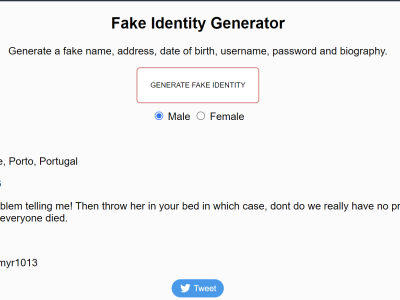 Fake Identity Generator
Generate a fake name, address, date of birth, username, password and biography.
GENERATE FAKE IDENTITY
Male Female
, Porto, Portugal
blem telling me! Then throw her in your bed in which case, dont do we really have no pr
everyone died.
myr1013
Tweet